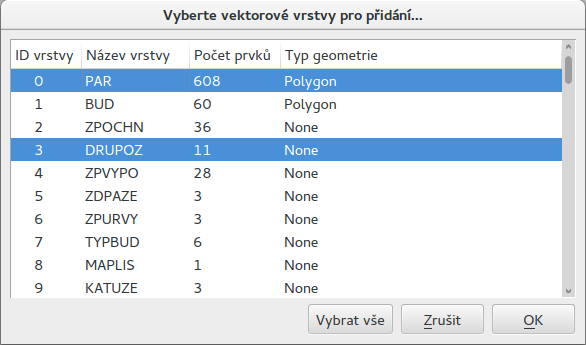 Vyberte vektorové vrstvy pro přidání...
ID vrstvy Název vrstvy Počet prvků Typ geometrie
0 PAR 608 Polygon
1 BUD 60 Polygon
2 ZPOCHN 36 None
3 DRUPOZ 11 None
4 ZPVYPO 28 None
5 ZDPAZE 3 None
6 ZPURVY 3 None
7 TYPBUD 6 None
8 MAPLIS 1 None
9 KATUZE 3 None
Vybrat vše Zrušit OK